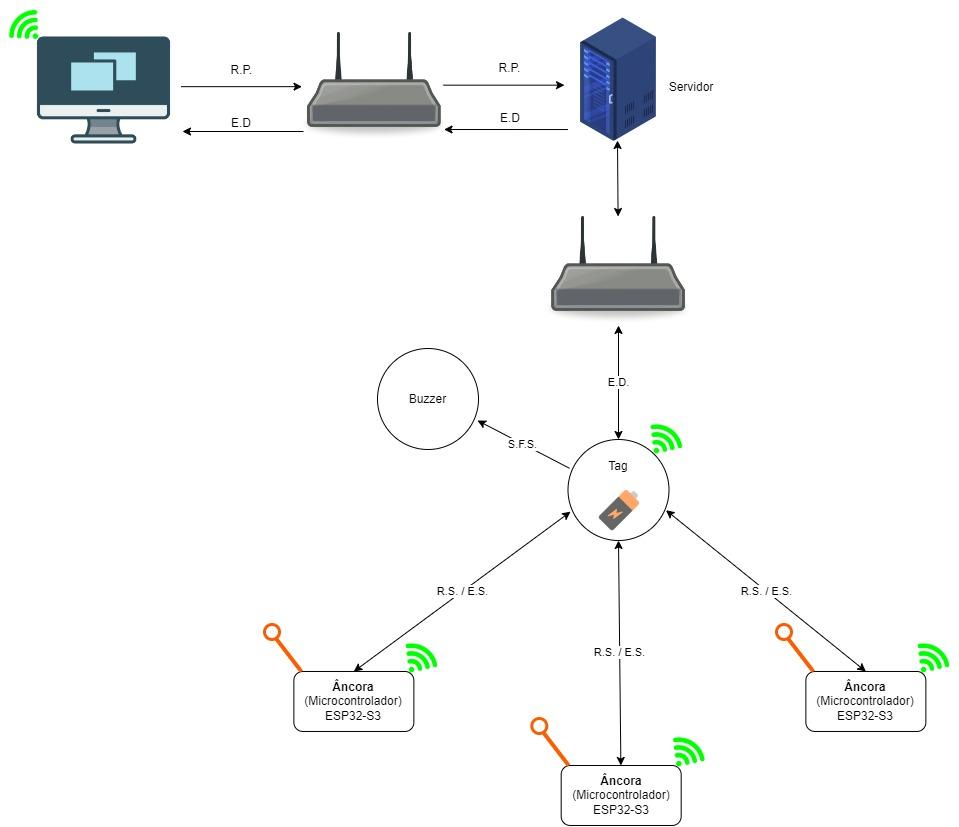 R.P.
R.P.
Servidor
E.D
E.D
E.D.
Buzzer
S.F.S.
Tag
R.S. / E.S.
R.S. / E.S.
R.S. / E.S.
Âncora
(Microcontrolador)
ESP32-S3
Âncora
(Microcontrolador)
ESP32-S3
Âncora
(Microcontrolador)
ESP32-S3